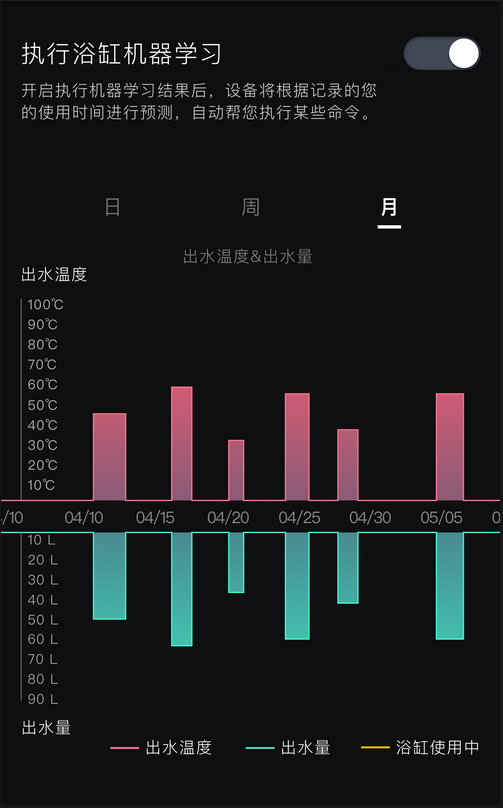 执行浴缸机器学习
开启执行机器学习结果后，设备将根据记录的您
的使用时间进行预测，自动帮您执行某些命令。
日 周 月
出水温度&出水量
出水温度
100℃
90℃
80℃
70℃
60℃
50℃
40℃
30℃
20℃
10℃
/10 04/10 04/15 04/20 04/25 04/30 05/05 0
10 L
20 L
30 L
40 L
50 L
60 L
70 L
80 L
90 L
出水量
出水温度 出水量 浴缸使用中